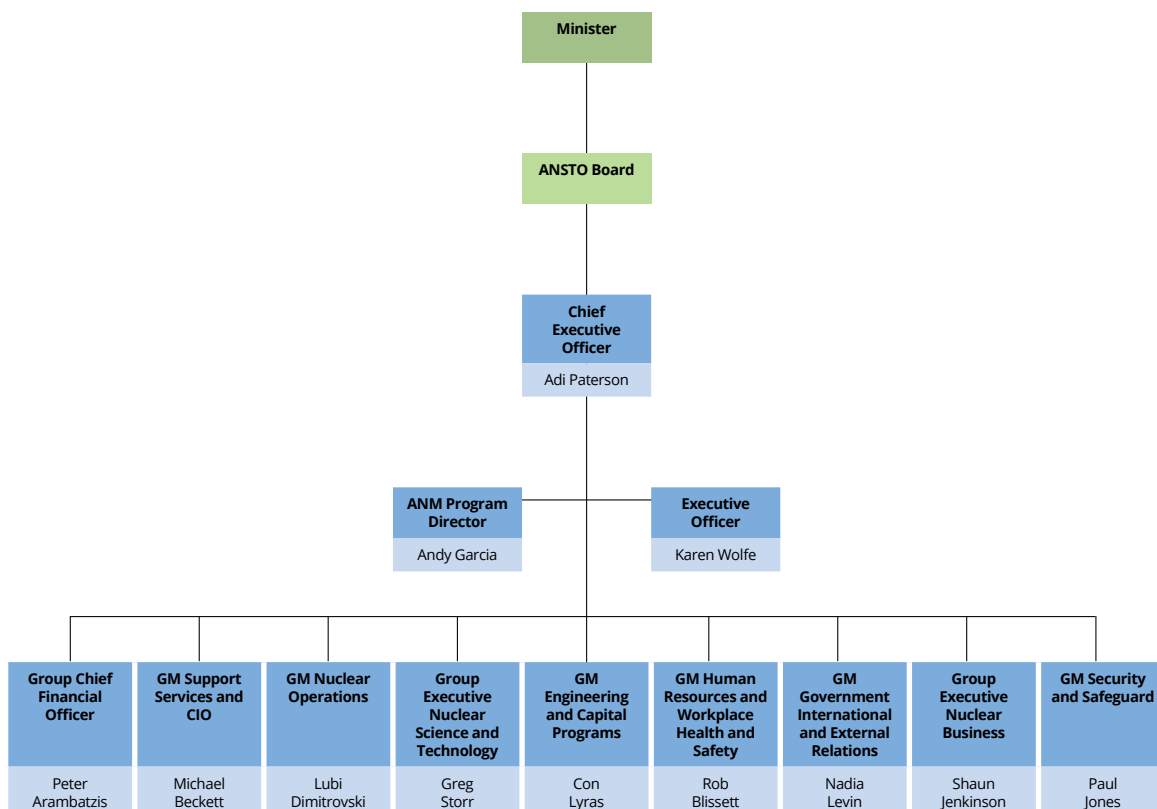 Minister
ANSTO Board
Chief
Executive
Officer
Adi Paterson
ANM Program
Director
Andy Garcia
Executive
Officer
Karen Wolfe
Group Chief
Financial
Officer
Peter
Arambatzis
GM Support
Services and
CIO
Michael
Beckett
GM Nuclear
Operations
Lubi
Dimitrovski
Group
Executive
Nuclear
Science and
Technology
Greg
Storr
GM
Engineering
and Capital
Programs
Con
Lyras
GM Human
Resources and
Workplace
Health and
Safety
Rob
Blissett
GM
Government
International
and External
Relations
Nadia
Levin
Group
Executive
Nuclear
Business
Shaun
Jenkinson
GM Security
and Safeguard
Paul
Jones